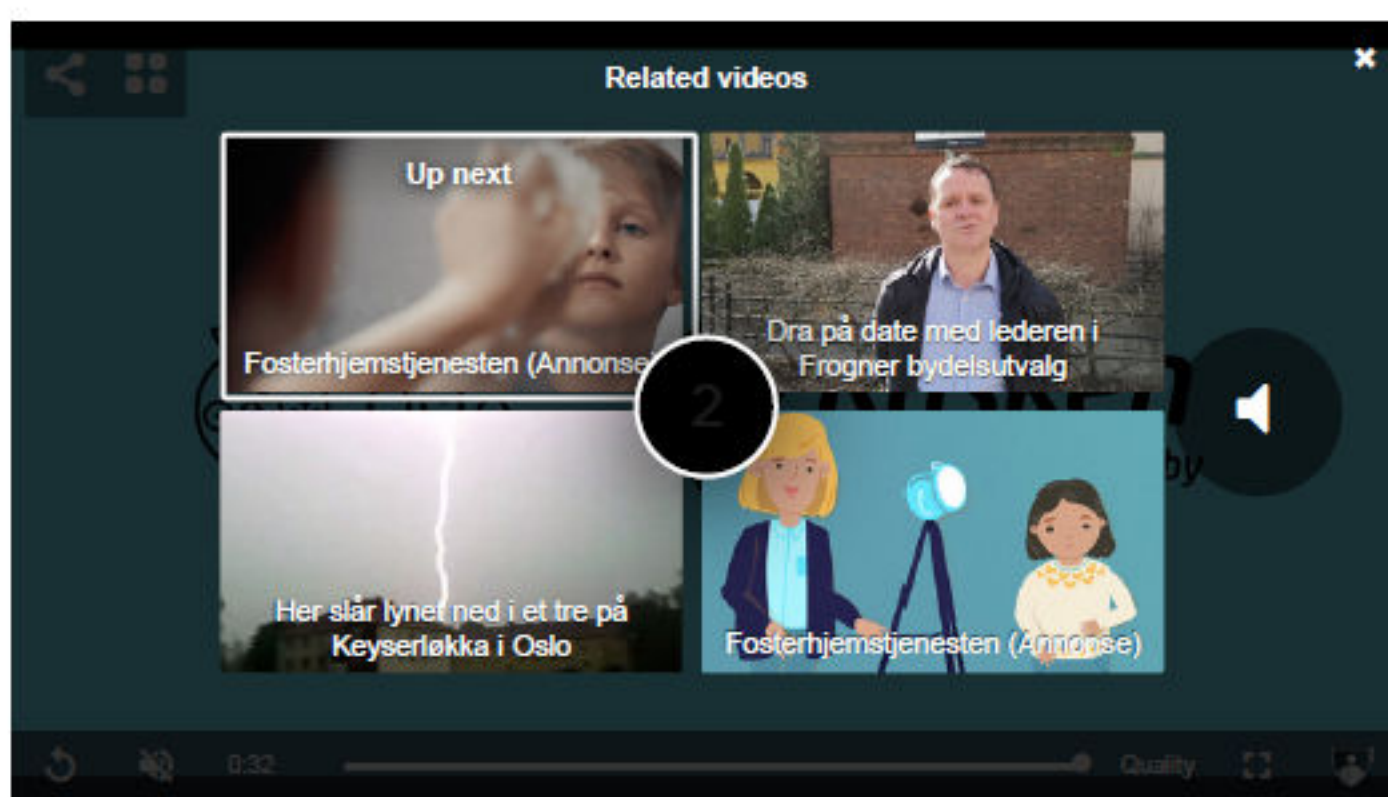 Related videos
Up next
Fosterhjemstjenesten (Annonse)
Dra på date med lederen i
Frogner bydelsutvalg
2
Her slår lynet ned i et tre på
Keyserløkka i Oslo
Fosterhjemstjenesten (Annonse)
by
0:32
Quality